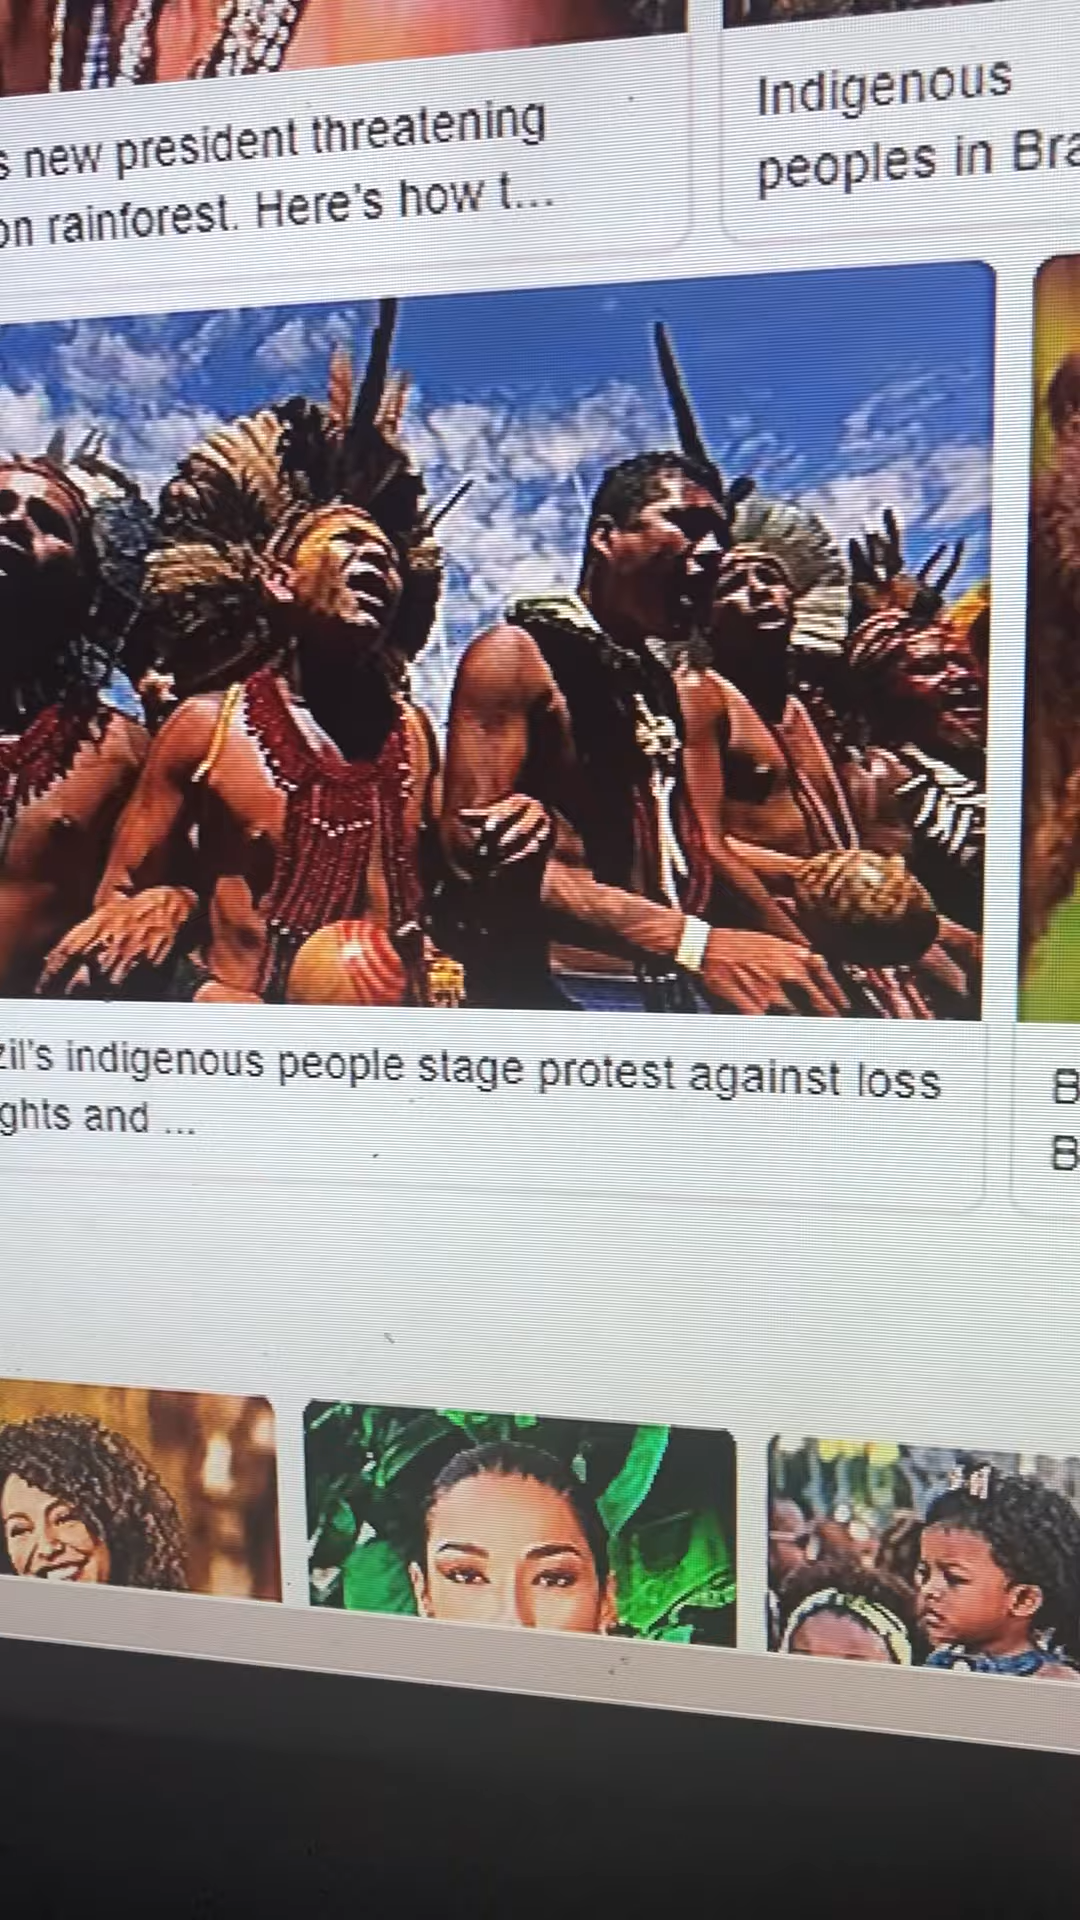 s new president threatening
on rainforest. Here's how t...
Indigenous
peoples in Bra
zil's indigenous people stage protest against loss
ghts and ...
B
B